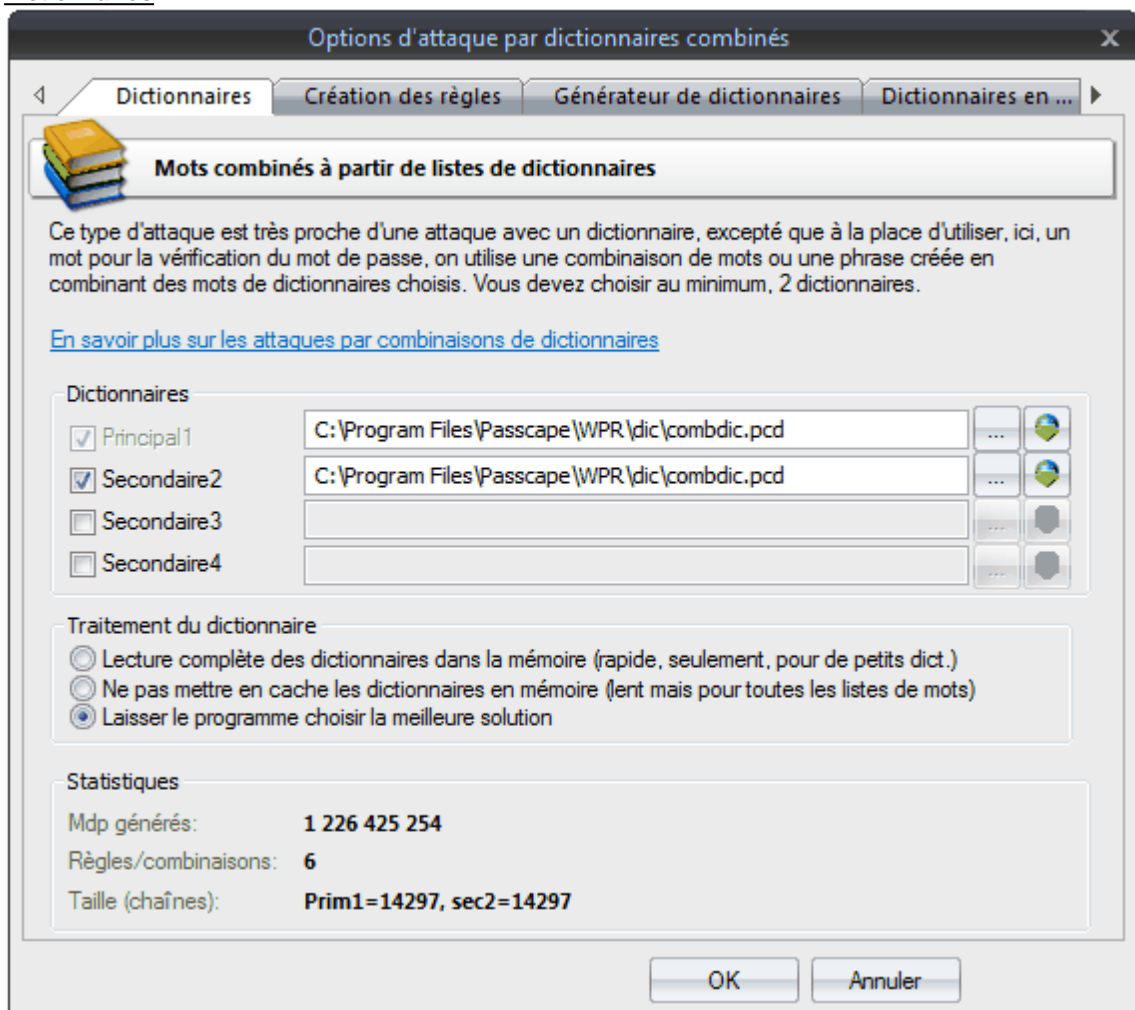 Options d'attaque par dictionnaires combinés
Dictionnaires Création des règles Générateur de dictionnaires Dictionnaires en ...
Mots combinés à partir de listes de dictionnaires
Ce type d'attaque est très proche d'une attaque avec un dictionnaire, excepté que à la place d'utiliser, ici, un
mot pour la vérification du mot de passe, on utilise une combinaison de mots ou une phrase créée en
combinant des mots de dictionnaires choisis. Vous devez choisir au minimum, 2 dictionnaires.
En savoir plus sur les attaques par combinaisons de dictionnaires
Dictionnaires
Principal1 C:\Program Files\Passcape\WPR\dic\combdic.pcd ...
Secondaire2 C:\Program Files\Passcape\WPR\dic\combdic.pcd ...
Secondaire3 ...
Secondaire4 ...
Traitement du dictionnaire
Lecture complète des dictionnaires dans la mémoire (rapide, seulement, pour de petits dict.)
Ne pas mettre en cache les dictionnaires en mémoire (lent mais pour toutes les listes de mots)
Laisser le programme choisir la meilleure solution
Statistiques
Mdp générés: 1 226 425 254
Règles/combinaisons: 6
Taille (chaînes): Prim1=14297, sec2=14297
OK Annuler